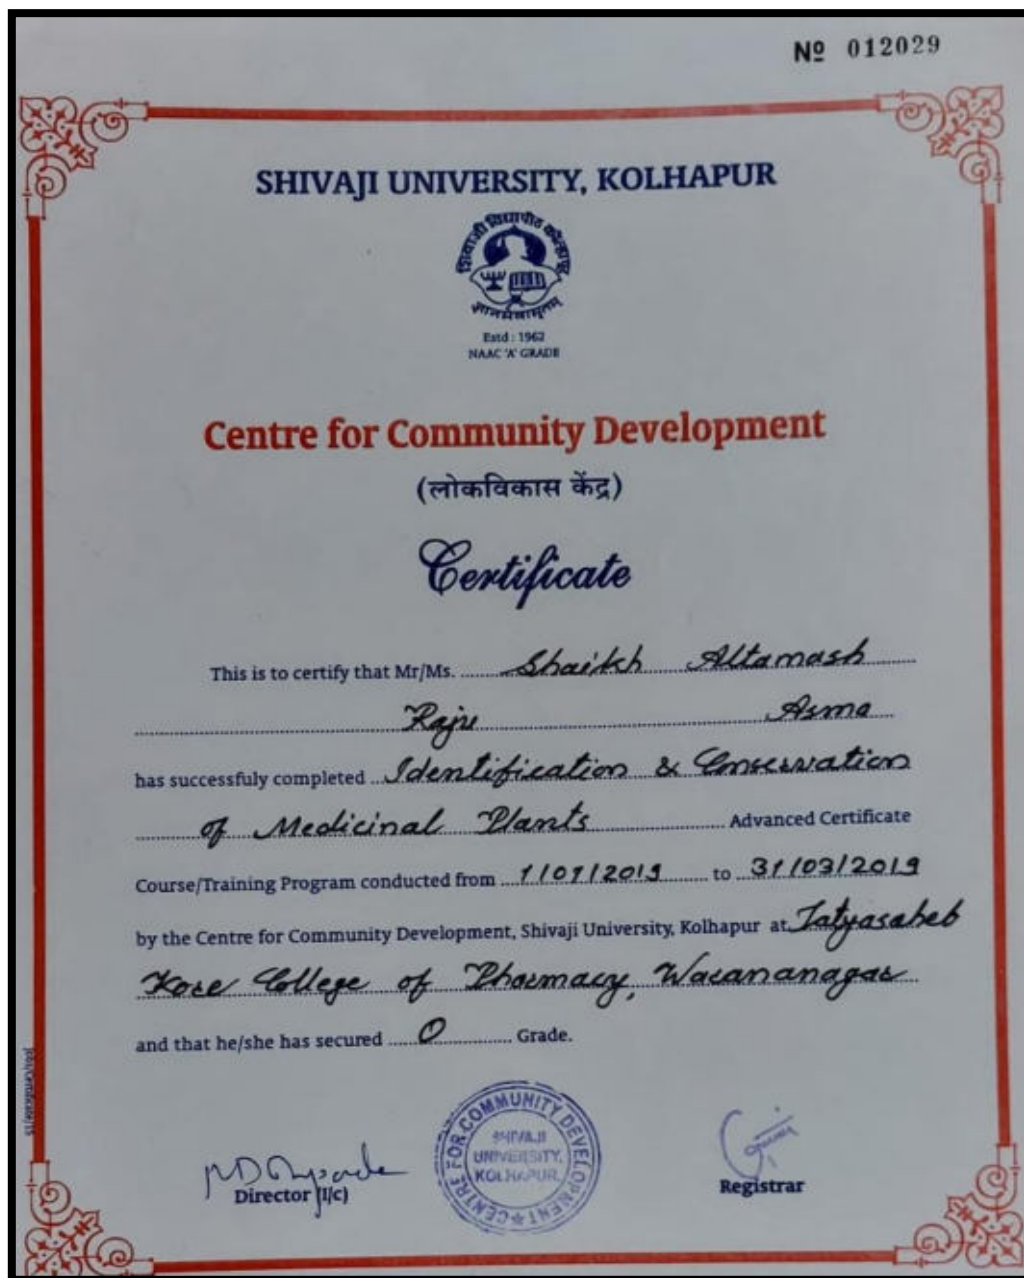 Nº 012029
SHIVAJI UNIVERSITY, KOLHAPUR
शिवाजी विद्यापीठ कोल्हापूर
ज्ञानमेवामृतम्
Estd : 1962
NAAC 'A' GRADE
Centre for Community Development
(लोकविकास केंद्र)
Certificate
This is to certify that Mr/Ms. Shaikh Altamash
Raju Asma
has successfuly completed Identification & Conservation
of Medicinal Plants Advanced Certificate
Course/Training Program conducted from 1/01/2019 to 31/03/2019
by the Centre for Community Development, Shivaji University, Kolhapur at Tatyasaheb
Kore College of Pharmacy, Warananagar
and that he/she has secured O Grade.
CENTRE FOR COMMUNITY DEVELOPMENT
SHIVAJI
UNIVERSITY,
KOLHAPUR
Director (I/c)
Registrar